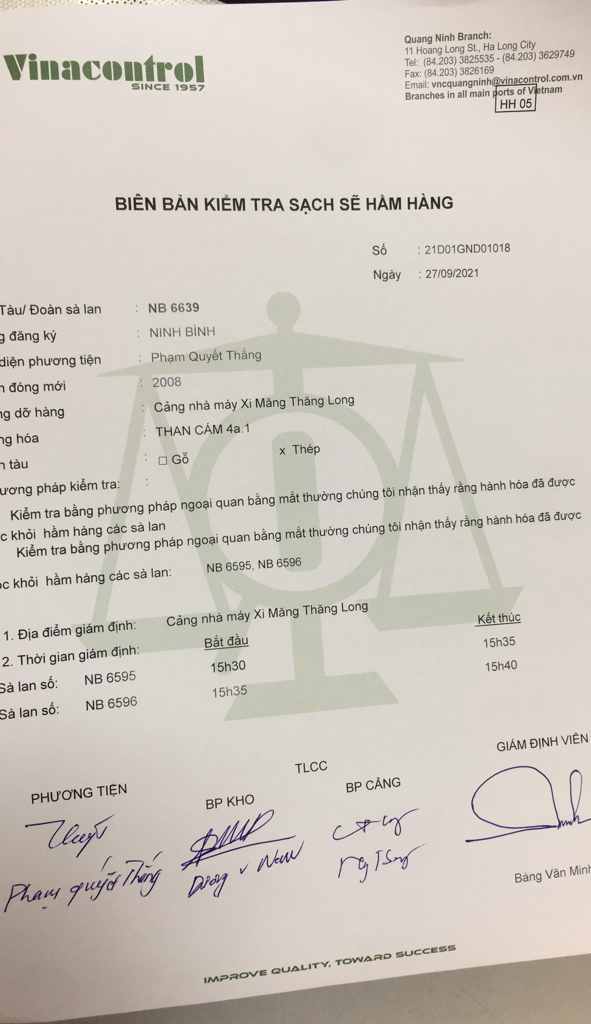 Vinacontrol
SINCE 1957
Quang Ninh Branch:
11 Hoang Long St., Ha Long City
Tel: (84.203) 3825535 - (84.203) 3629749
Fax: (84.203) 3826169
Email: vncquangninh@vinacontrol.com.vn
Branches in all main ports of Vietnam
HH 05
BIÊN BẢN KIỂM TRA SẠCH SẼ HẦM HÀNG
Số : 21D01GND01018
Ngày : 27/09/2021
Tàu/ Đoàn sà lan : NB 6639
g đăng ký : NINH BÌNH
diện phương tiện : Phạm Quyết Thắng
n đóng mới : 2008
ng dỡ hàng : Cảng nhà máy Xi Măng Thăng Long
ng hóa : THAN CÁM 4a.1
n tàu : □ Gỗ x Thép
ương pháp kiểm tra: :
Kiểm tra bằng phương pháp ngoại quan bằng mắt thường chúng tôi nhận thấy rằng hành hóa đã được
c khỏi hầm hàng các sà lan
Kiểm tra bằng phương pháp ngoại quan bằng mắt thường chúng tôi nhận thấy rằng hành hóa đã được
ọc khỏi hầm hàng các sà lan: NB 6595, NB 6596
1. Địa điểm giám định: Cảng nhà máy Xi Măng Thăng Long
2. Thời gian giám định: Bắt đầu Kết thúc
Sà lan số: NB 6595 15h30 15h35
Sà lan số: NB 6596 15h35 15h40
TLCC
PHƯƠNG TIỆN BP KHO BP CẢNG GIÁM ĐỊNH VIÊN
Phạm quyết Thắng
Bàng Văn Minh
IMPROVE QUALITY, TOWARD SUCCESS